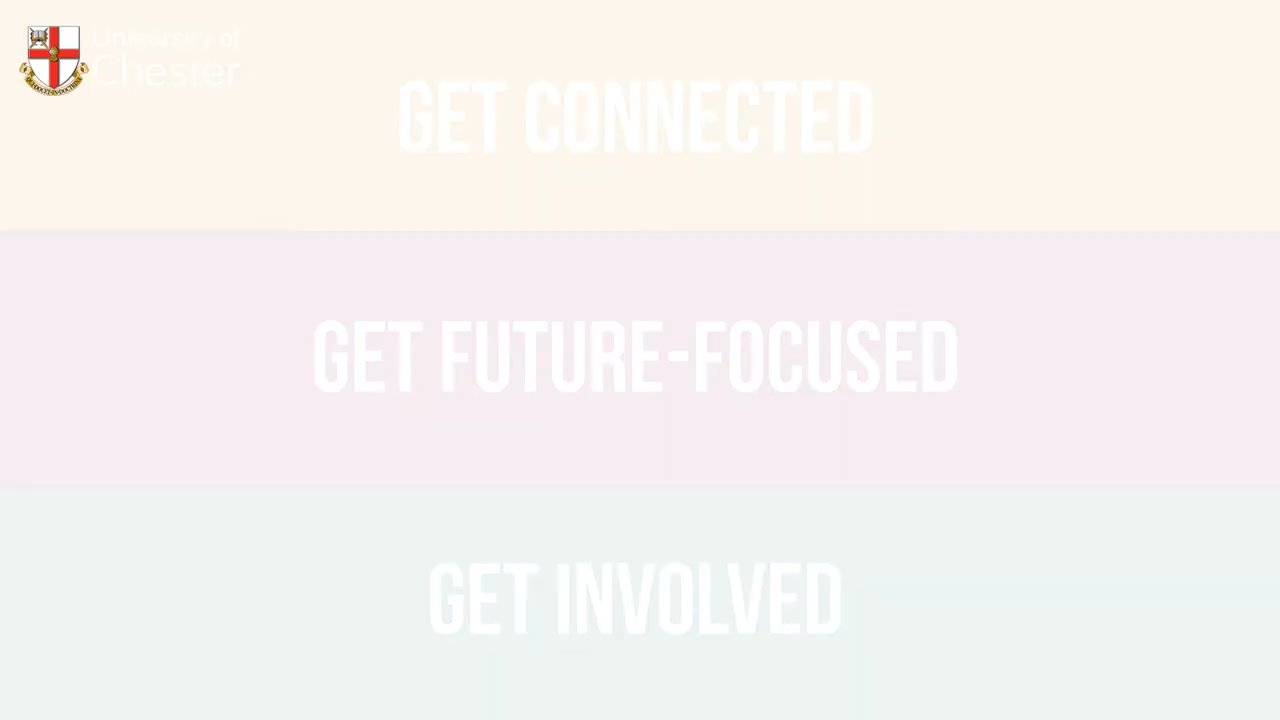 University of
Chester
GET CONNECTED
GET FUTURE-FOCUSED
GET INVOLVED